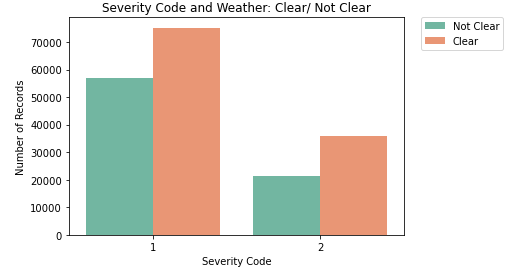 Severity Code and Weather: Clear/ Not Clear
Not Clear
Clear
Number of Records
70000
60000
50000
40000
30000
20000
10000
0
1
2
Severity Code